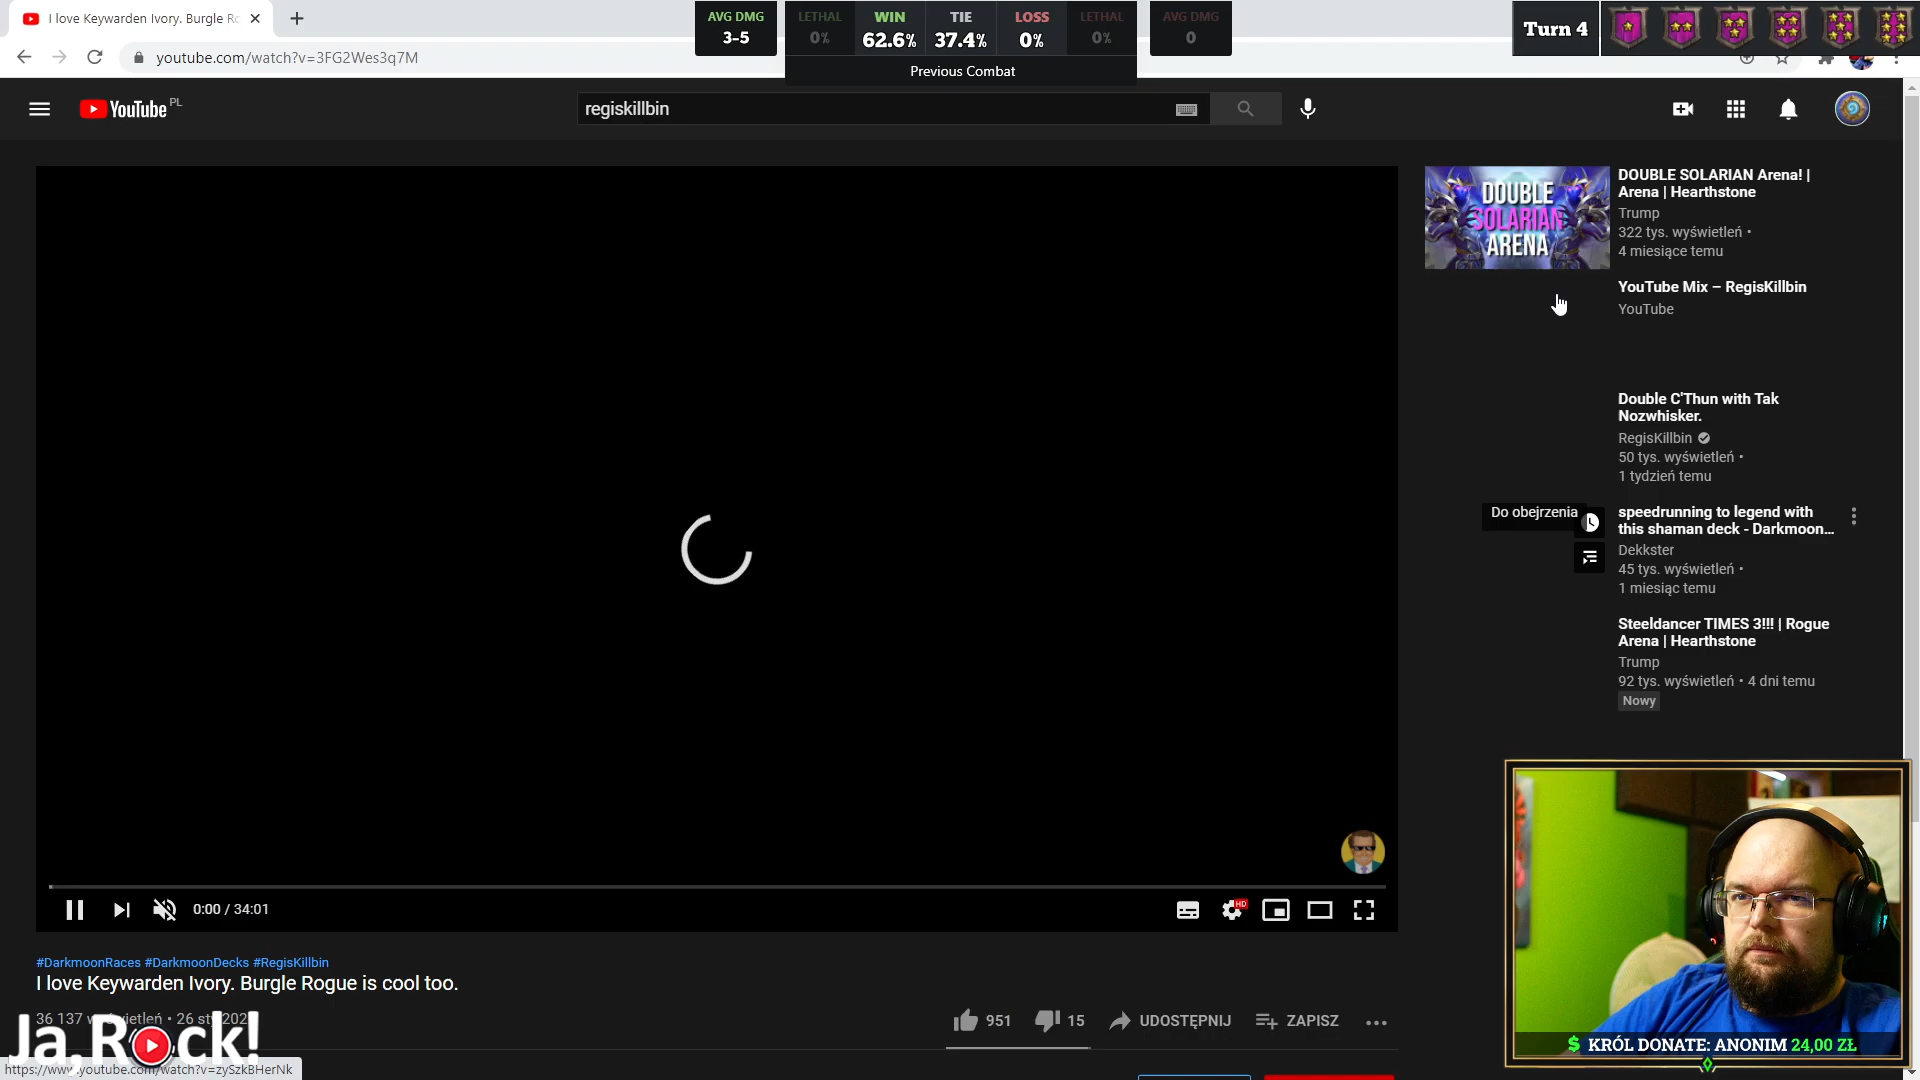 I love Keywarden Ivory. Burgle Ro
youtube.com/watch?v=3FG2Wes3q7M
AVG DMG
3-5
LETHAL
0%
WIN
62.6%
TIE
37.4%
LOSS
0%
LETHAL
0%
AVG DMG
0
Previous Combat
Turn 4
YouTube PL
regiskillbin
DOUBLE
SOLARIAN
ARENA
DOUBLE SOLARIAN Arena! |
Arena | Hearthstone
Trump
322 tys. wyświetleń •
4 miesiące temu
YouTube Mix – RegisKillbin
YouTube
Double C'Thun with Tak
Nozwhisker.
RegisKillbin
50 tys. wyświetleń •
1 tydzień temu
Do obejrzenia
speedrunning to legend with
this shaman deck - Darkmoon...
Dekkster
45 tys. wyświetleń •
1 miesiąc temu
Steeldancer TIMES 3!!! | Rogue
Arena | Hearthstone
Trump
92 tys. wyświetleń • 4 dni temu
Nowy
0:00 / 34:01
HD
#DarkmoonRaces #DarkmoonDecks #RegisKillbin
I love Keywarden Ivory. Burgle Rogue is cool too.
36 137
951
15
UDOSTĘPNIJ
ZAPISZ
Ja, Rock!
https://www.youtube.com/watch?v=zySzkBHerNk
$ KRÓL DONATE: ANONIM 24,00 ZŁ